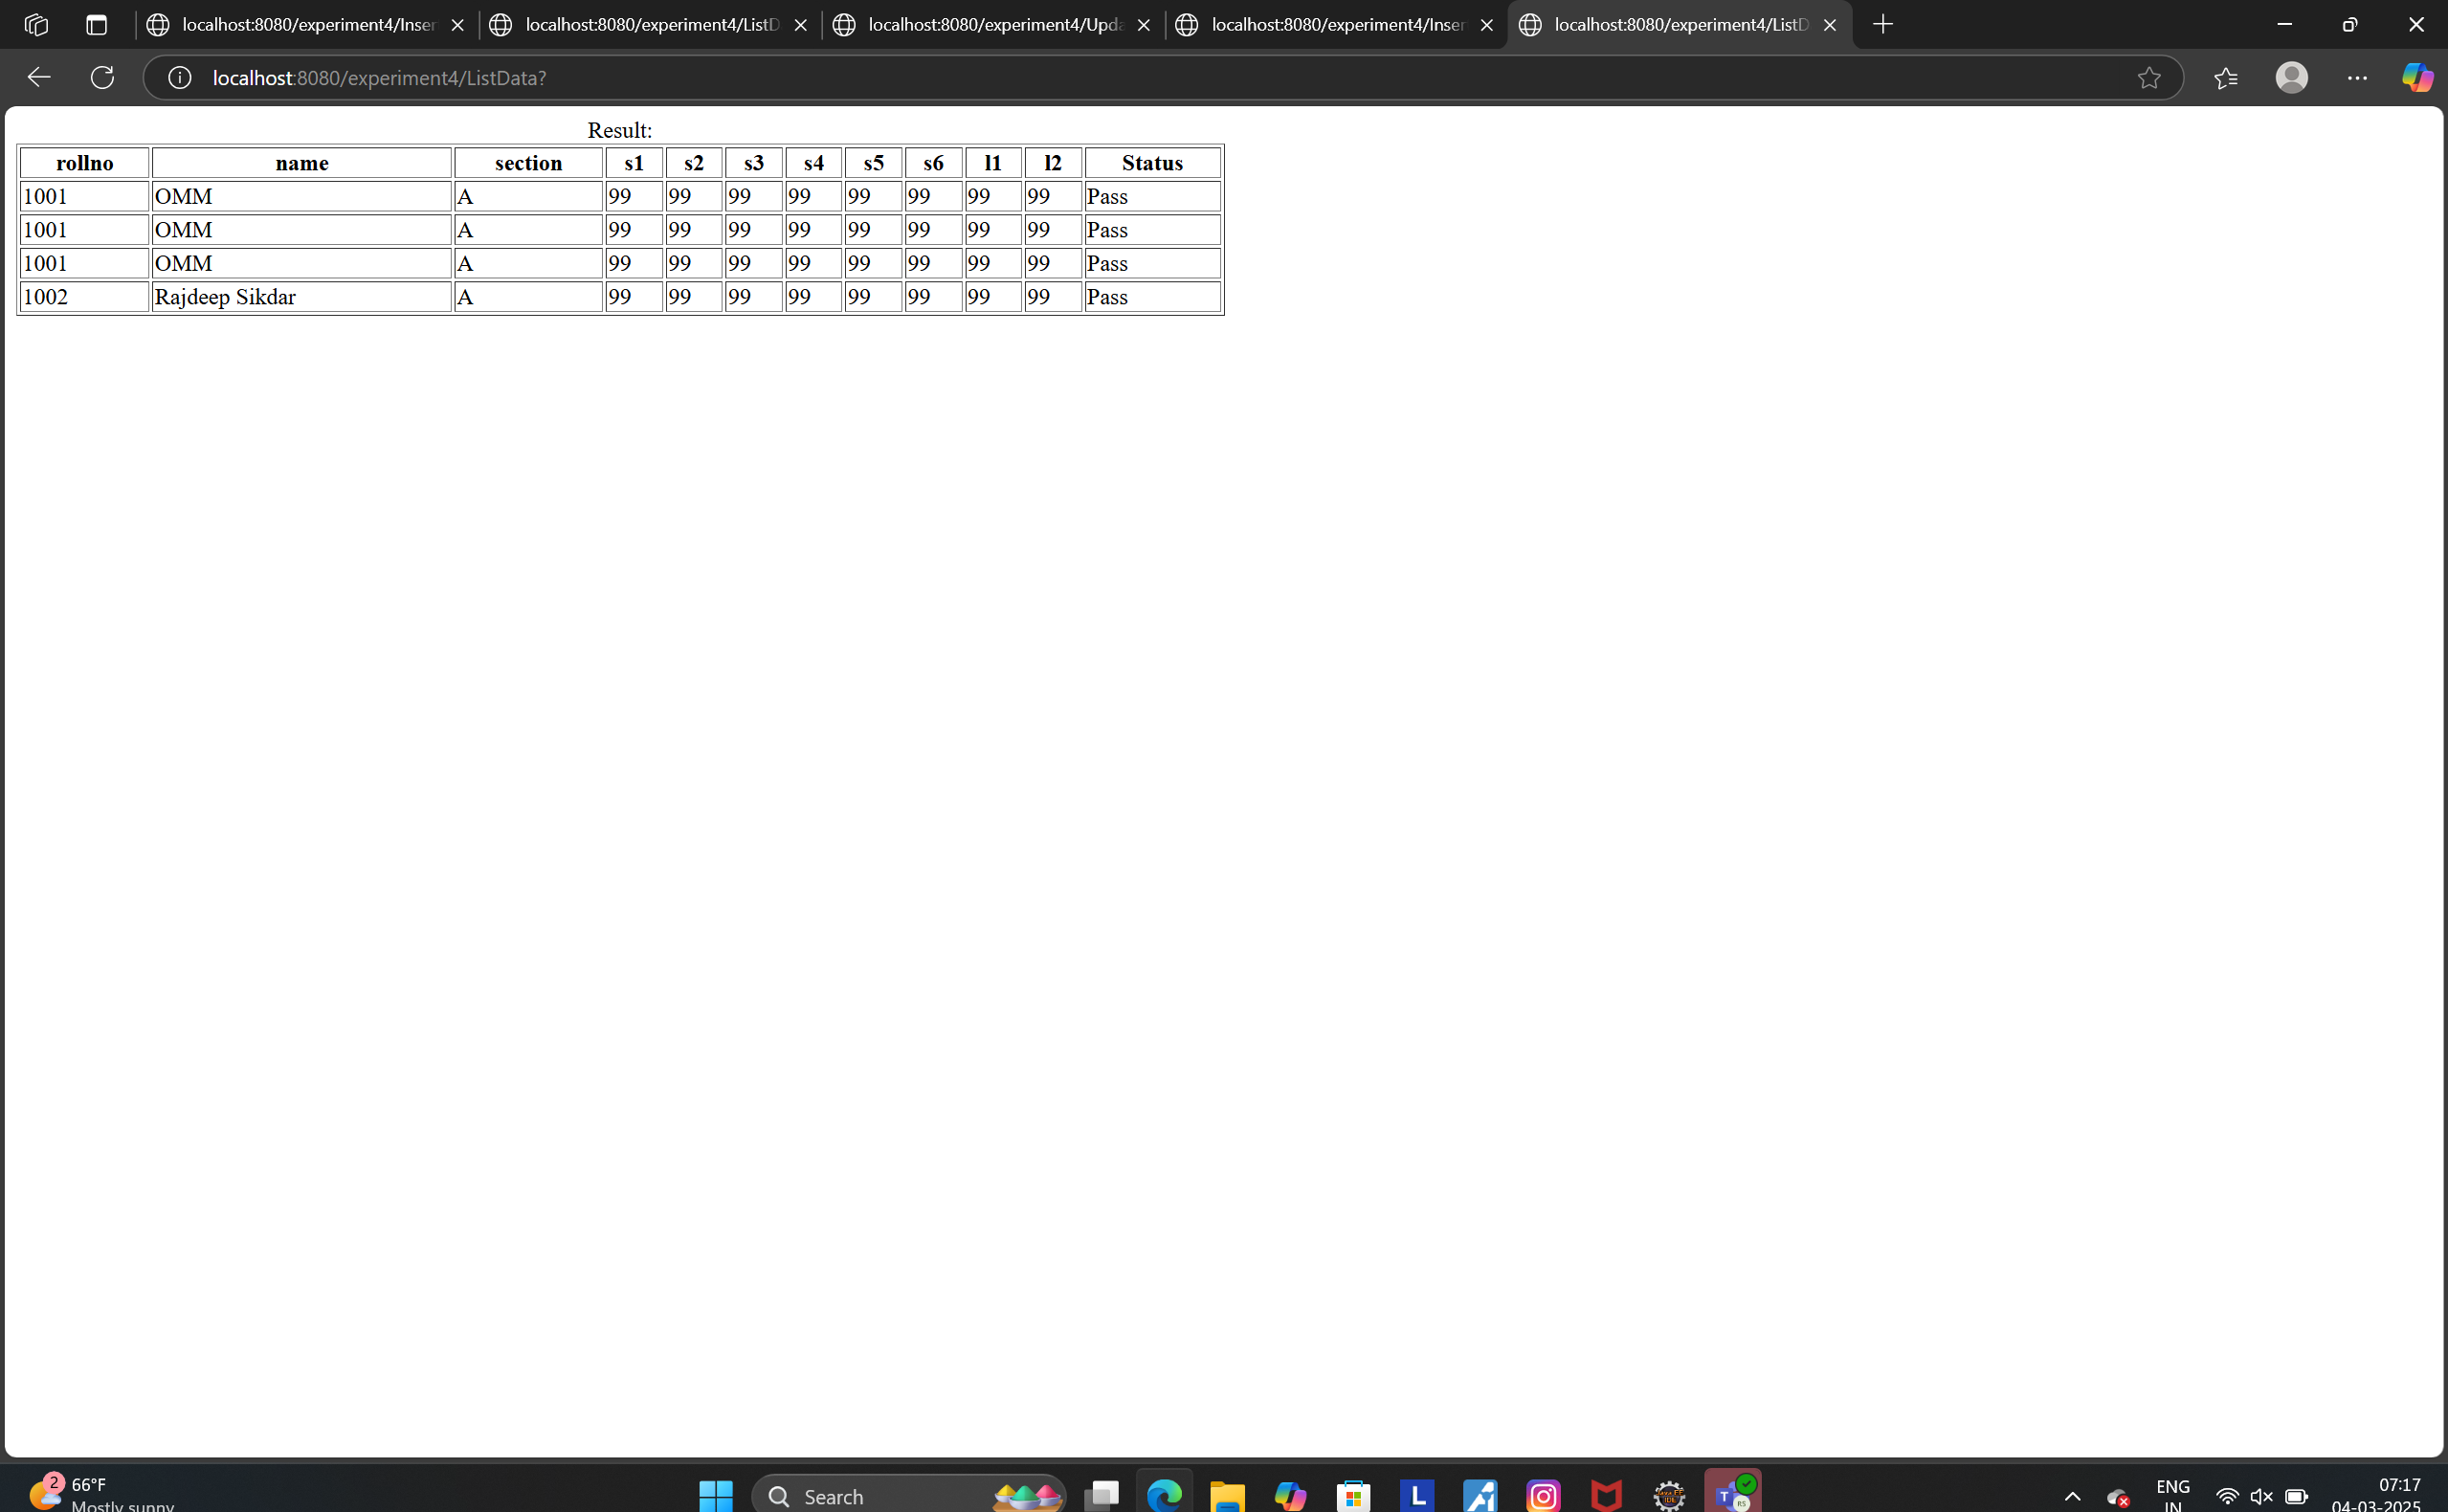 localhost:8080/experiment4/Inser localhost:8080/experiment4/ListD localhost:8080/experiment4/Upda localhost:8080/experiment4/Inser localhost:8080/experiment4/ListD
localhost:8080/experiment4/ListData?
Result:
rollno name section s1 s2 s3 s4 s5 s6 l1 l2 Status
1001 OMM A 99 99 99 99 99 99 99 99 Pass
1001 OMM A 99 99 99 99 99 99 99 99 Pass
1001 OMM A 99 99 99 99 99 99 99 99 Pass
1002 Rajdeep Sikdar A 99 99 99 99 99 99 99 99 Pass
2 66°F
Mostly sunny
Search
L
T RS
ENG
IN
07:17
04-03-2025